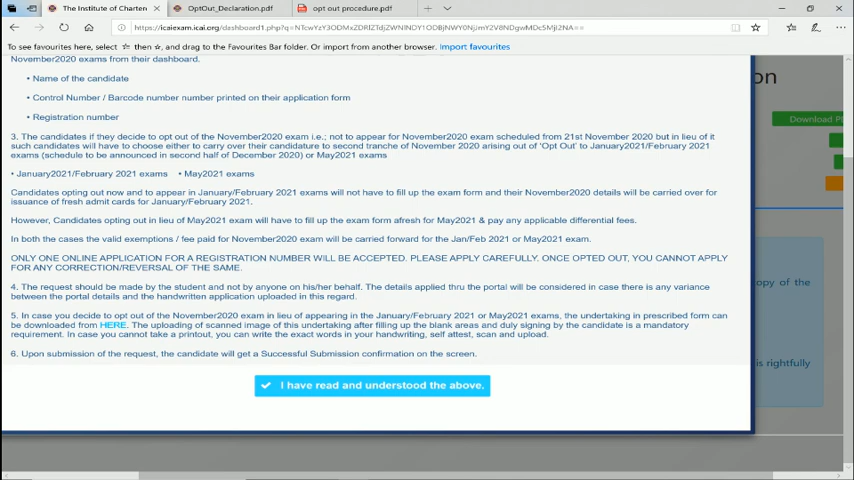 The Institute of Charten
OptOut_Declaration.pdf
opt out procedure.pdf
To see favourites here, select ☆ then ☆, and drag to the Favourites Bar folder. Or import from another browser. Import favourites
November2020 exams from their dashboard.
• Name of the candidate
• Control Number / Barcode number number printed on their application form
• Registration number
on
Download
3. The candidates if they decide to opt out of the November2020 exam i.e.; not to appear for November2020 exam scheduled from 21st November 2020 but in lieu of it
such candidates will have to choose either to carry over their candidature to second tranche of November 2020 arising out of 'Opt Out' to January2021/February 2021
exams (schedule to be announced in second half of December 2020) or May2021 exams
• January2021/February 2021 exams • May2021 exams
Candidates opting out now and to appear in January/February 2021 exams will not have to fill up the exam form and their November2020 details will be carried over for
issuance of fresh admit cards for January/February 2021.
However, Candidates opting out in lieu of May2021 exam will have to fill up the exam form afresh for May2021 & pay any applicable differential fees.
In both the cases the valid exemptions / fee paid for November2020 exam will be carried forward for the Jan/Feb 2021 or May2021 exam.
ONLY ONE ONLINE APPLICATION FOR A REGISTRATION NUMBER WILL BE ACCEPTED. PLEASE APPLY CAREFULLY. ONCE OPTED OUT, YOU CANNOT APPLY
FOR ANY CORRECTION/REVERSAL OF THE SAME.
4. The request should be made by the student and not by anyone on his/her behalf. The details applied thru the portal will be considered in case there is any variance
between the portal details and the handwritten application uploaded in this regard.
opy of the
5. In case you decide to opt out of the November2020 exam in lieu of appearing in the January/February 2021 or May2021 exams, the undertaking in prescribed form can
be downloaded from HERE. The uploading of scanned image of this undertaking after filling up the blank areas and duly signing by the candidate is a mandatory
requirement. In case you cannot take a printout, you can write the exact words in your handwriting, self attest, scan and upload.
6. Upon submission of the request, the candidate will get a Successful Submission confirmation on the screen.
is rightfully
✓ I have read and understood the above.